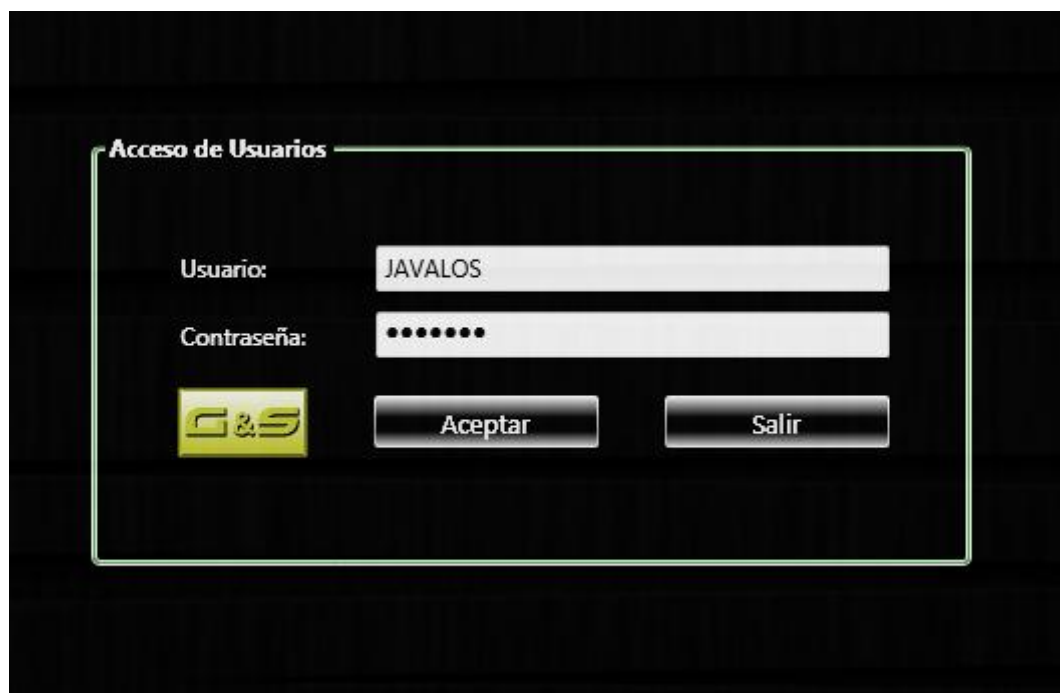 Acceso de Usuarios
Usuario: JAVALOS
Contraseña: •••••••
G&S Aceptar Salir